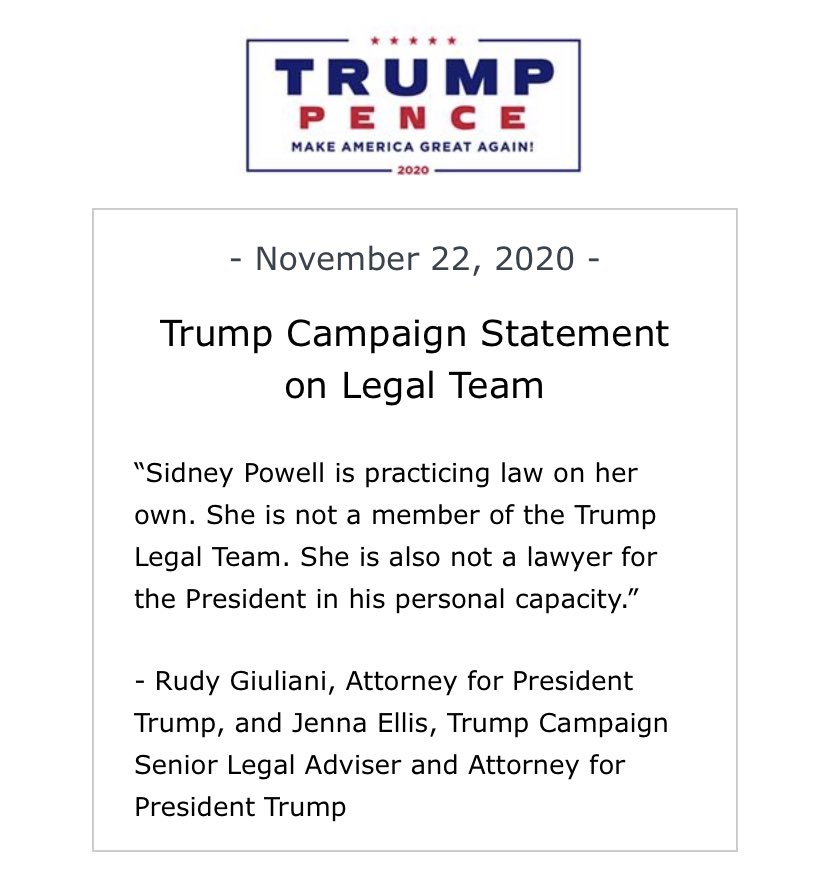 ★★★★★
TRUMP
PENCE
MAKE AMERICA GREAT AGAIN!
2020
- November 22, 2020 -
Trump Campaign Statement
on Legal Team
“Sidney Powell is practicing law on her
own. She is not a member of the Trump
Legal Team. She is also not a lawyer for
the President in his personal capacity.”
- Rudy Giuliani, Attorney for President
Trump, and Jenna Ellis, Trump Campaign
Senior Legal Adviser and Attorney for
President Trump